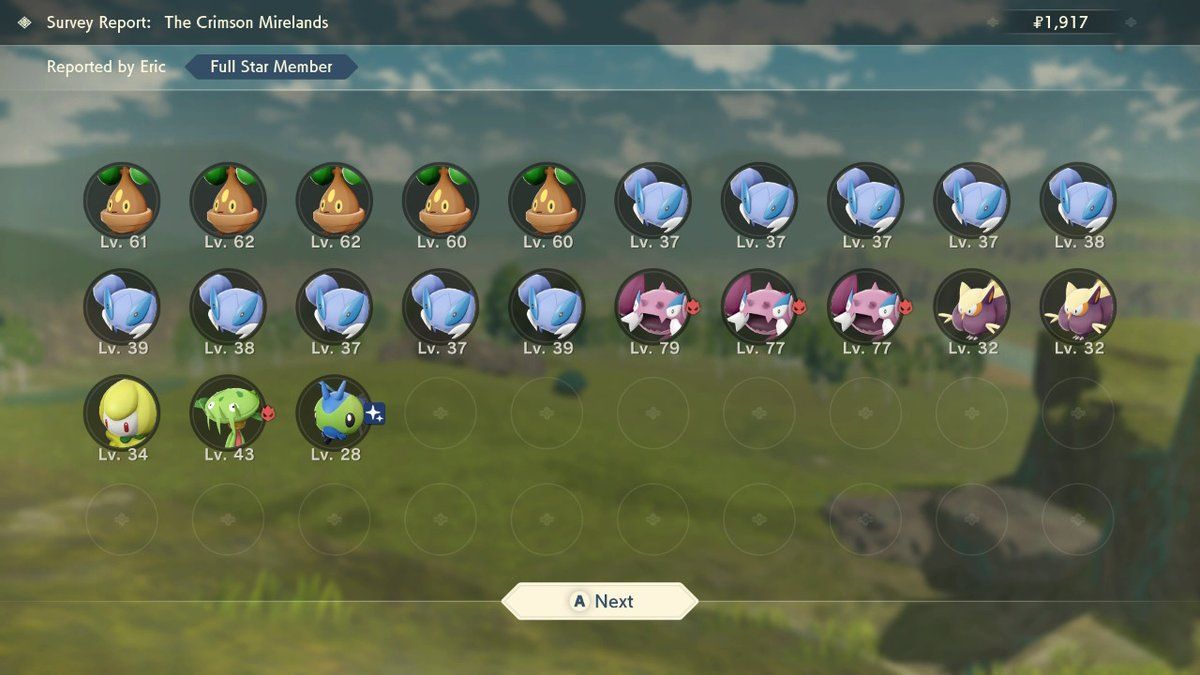 Survey Report: The Crimson Mirelands
₽1,917
Reported by Eric
Full Star Member
Lv. 61 Lv. 62 Lv. 62 Lv. 60 Lv. 60 Lv. 37 Lv. 37 Lv. 37 Lv. 37 Lv. 38
Lv. 39 Lv. 38 Lv. 37 Lv. 37 Lv. 39 Lv. 79 Lv. 77 Lv. 77 Lv. 32 Lv. 32
Lv. 34 Lv. 43 Lv. 28
A Next